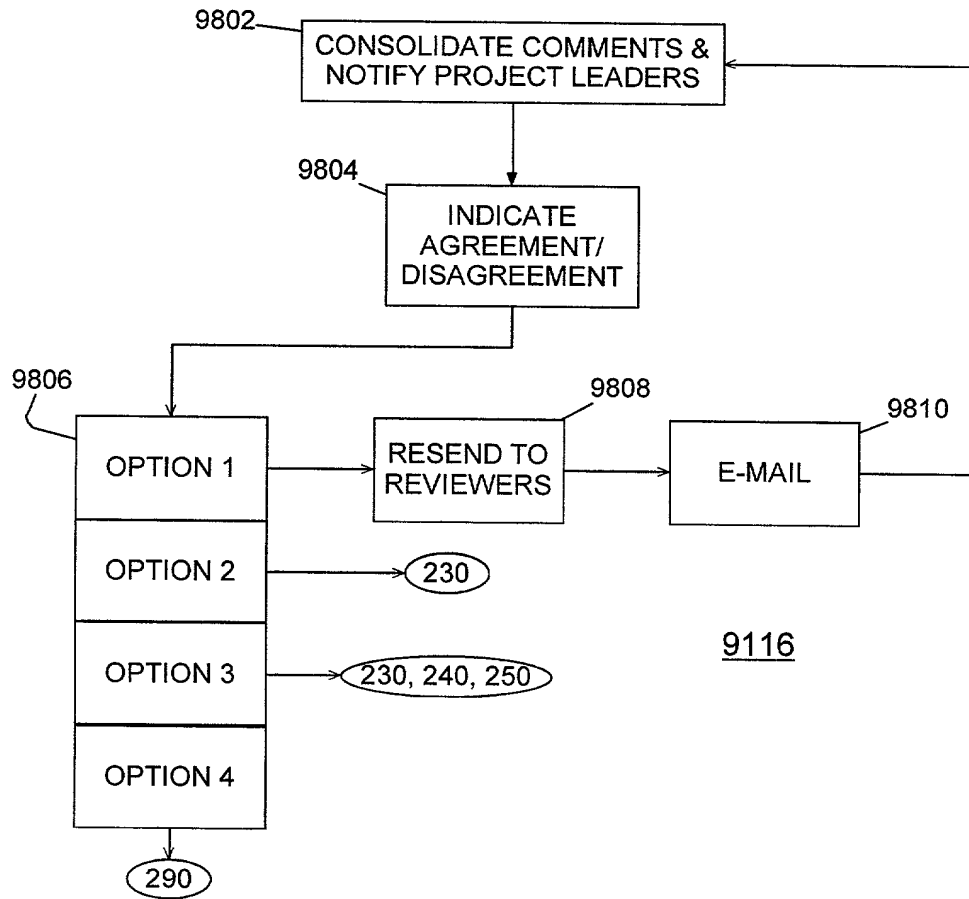 9802
CONSOLIDATE COMMENTS &
NOTIFY PROJECT LEADERS
9804
INDICATE
AGREEMENT/
DISAGREEMENT
9806
OPTION 1
9808
RESEND TO
REVIEWERS
9810
E-MAIL
OPTION 2
230
OPTION 3
230, 240, 250
9116
OPTION 4
290